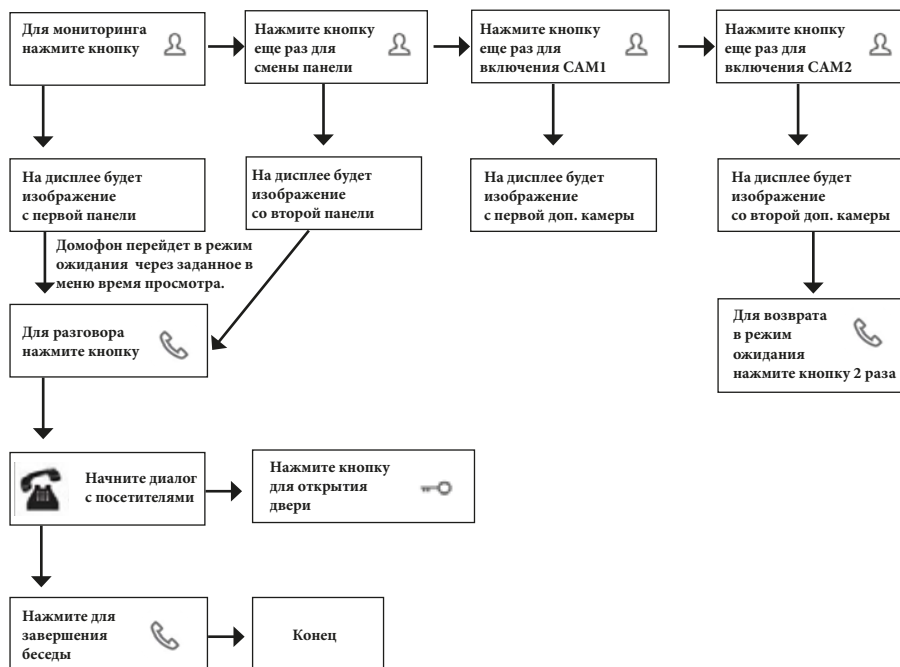 Для мониторинга
нажмите кнопку
Нажмите кнопку
еще раз для
смены панели
Нажмите кнопку
еще раз для
включения САМ1
Нажмите кнопку
еще раз для
включения САМ2
На дисплее будет
изображение
с первой панели
На дисплее будет
изображение
со второй панели
На дисплее будет
изображение
с первой доп. камеры
На дисплее будет
изображение
со второй доп. камеры
Домофон перейдет в режим
ожидания через заданное в
меню время просмотра.
Для разговора
нажмите кнопку
Для возврата
в режим
ожидания
нажмите кнопку 2 раза
Начните диалог
с посетителями
Нажмите кнопку
для открытия
двери
Нажмите для
завершения
беседы
Конец